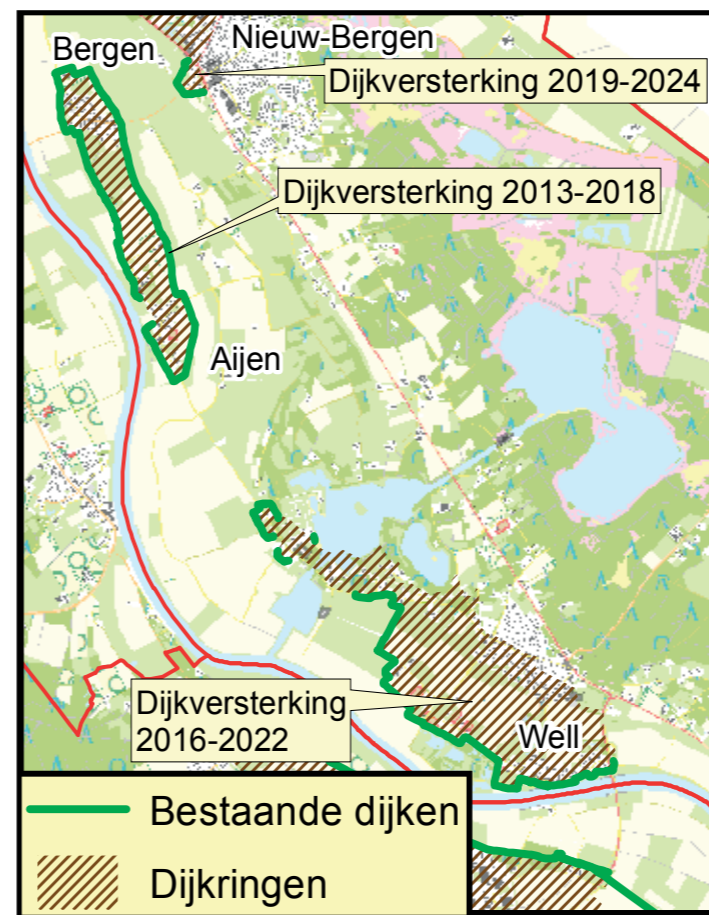 Bergen
Nieuw-Bergen
Dijkversterking 2019-2024
Dijkversterking 2013-2018
Aijen
Dijkversterking
2016-2022
Well
Bestaande dijken
Dijkringen